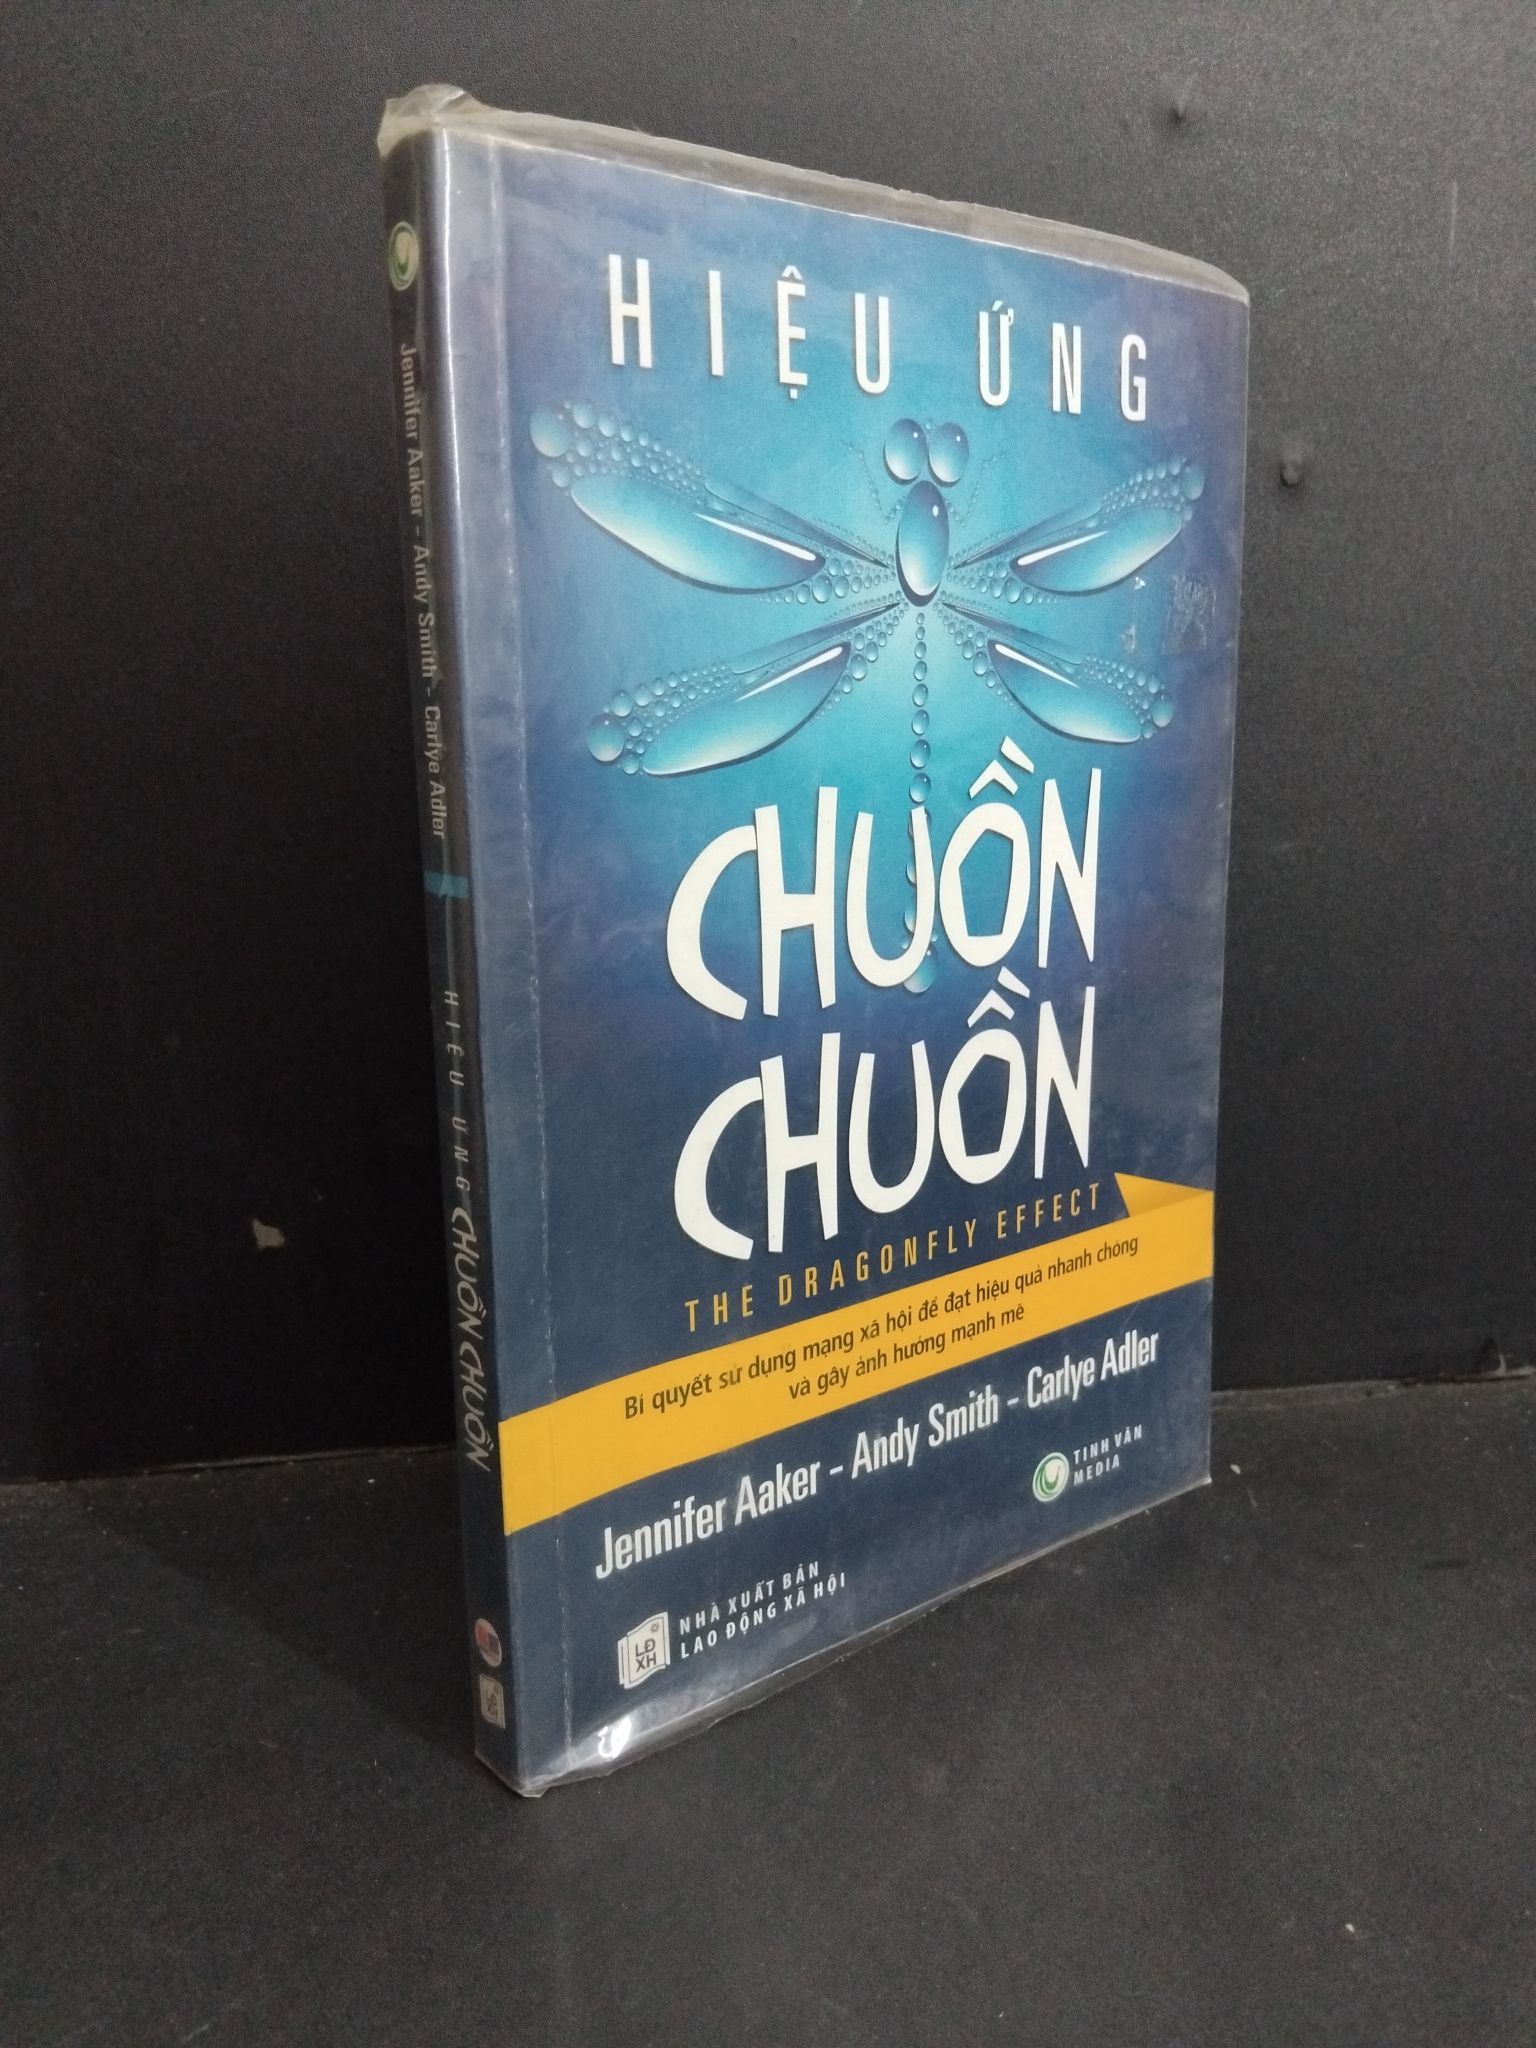 HIỆU ỨNG
CHUỒN
CHUỒN
THE DRAGONFLY EFFECT
Bí quyết sử dụng mạng xã hội để đạt hiệu quả nhanh chóng
và gây ảnh hưởng mạnh mẽ
Jennifer Aaker - Andy Smith - Carlye Adler
TINH VĂN
MEDIA
LĐ
XH
NHÀ XUẤT BẢN
LAO ĐỘNG XÃ HỘI
Jennifer Aaker - Andy Smith - Carlye Adler
HIỆU ỨNG CHUỒN CHUỒN
LĐ
XH